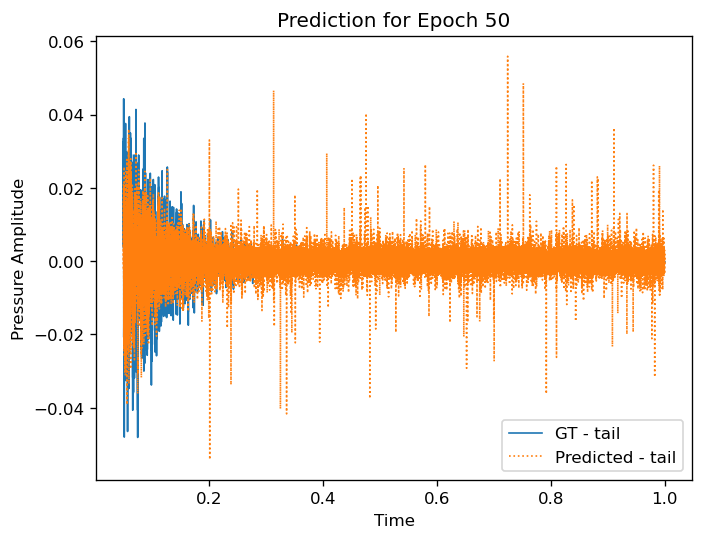 Prediction for Epoch 50
Pressure Amplitude
0.06
0.04
0.02
0.00
−0.02
−0.04
0.2
0.4
0.6
0.8
1.0
Time
GT - tail
Predicted - tail